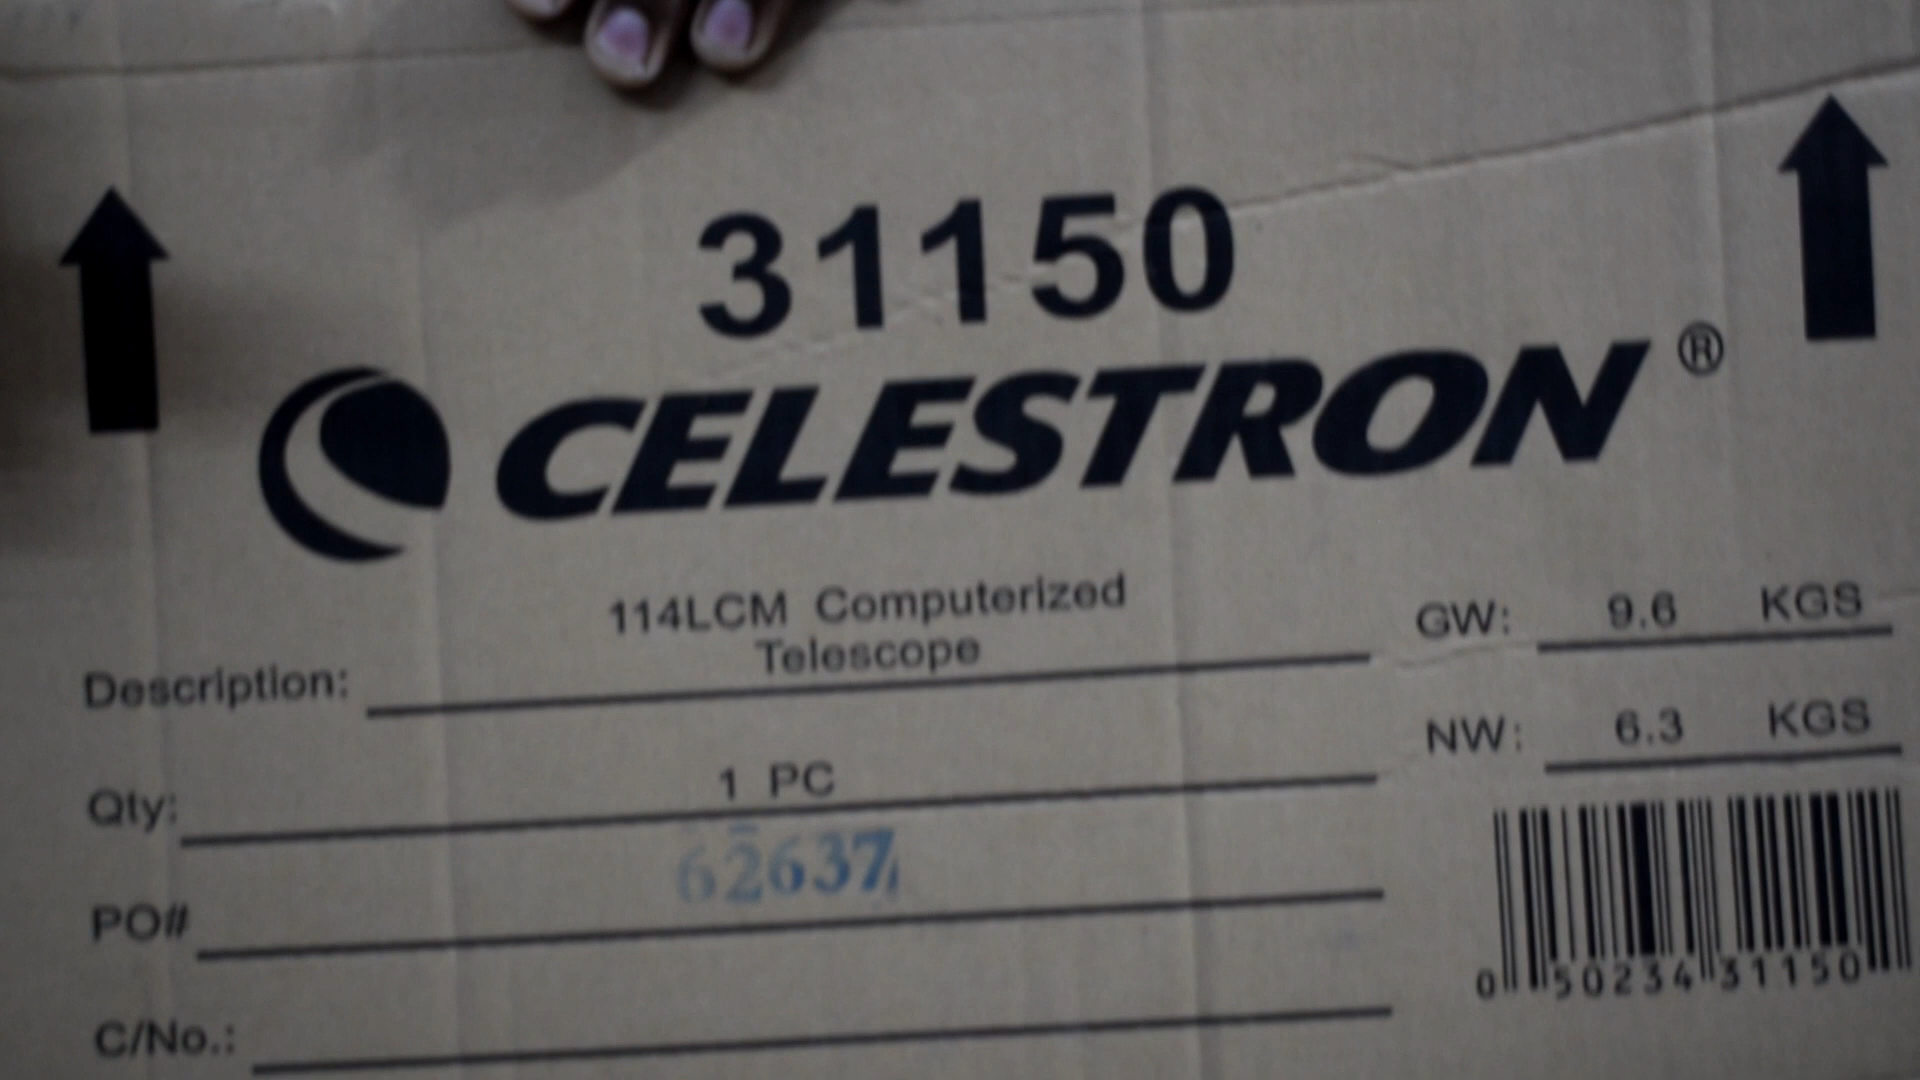 31150
CELESTRON®
114LCM Computerized
Telescope
Description:
GW: 9.6 KGS
NW: 6.3 KGS
Qty: 1 PC
PO# 62637
C/No.:
0 50234 31150